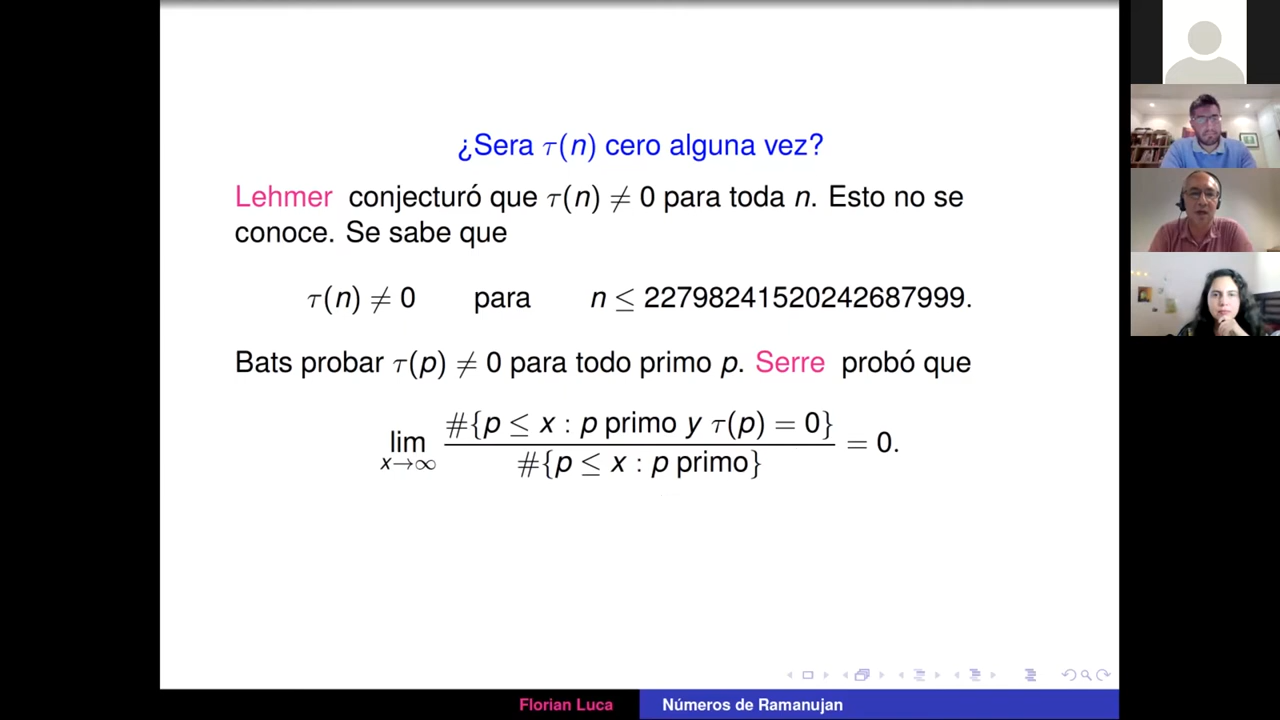 ¿Sera τ(n) cero alguna vez?
Lehmer conjecturó que τ(n) ≠ 0 para toda n. Esto no se
conoce. Se sabe que
τ(n) ≠ 0 para n ≤ 22798241520242687999.
Bats probar τ(p) ≠ 0 para todo primo p. Serre probó que
lim x→∞ #{p ≤ x : p primo y τ(p) = 0} / #{p ≤ x : p primo} = 0.
Florian Luca Números de Ramanujan